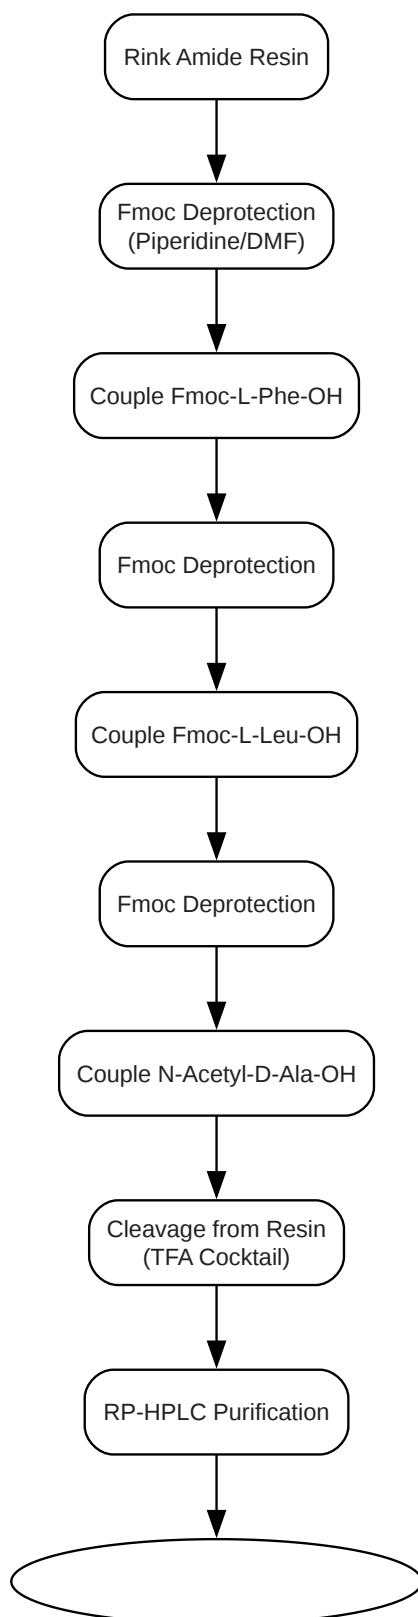 Rink Amide Resin
Fmoc Deprotection
(Piperidine/DMF)
Couple Fmoc-L-Phe-OH
Fmoc Deprotection
Couple Fmoc-L-Leu-OH
Fmoc Deprotection
Couple N-Acetyl-D-Ala-OH
Cleavage from Resin
(TFA Cocktail)
RP-HPLC Purification